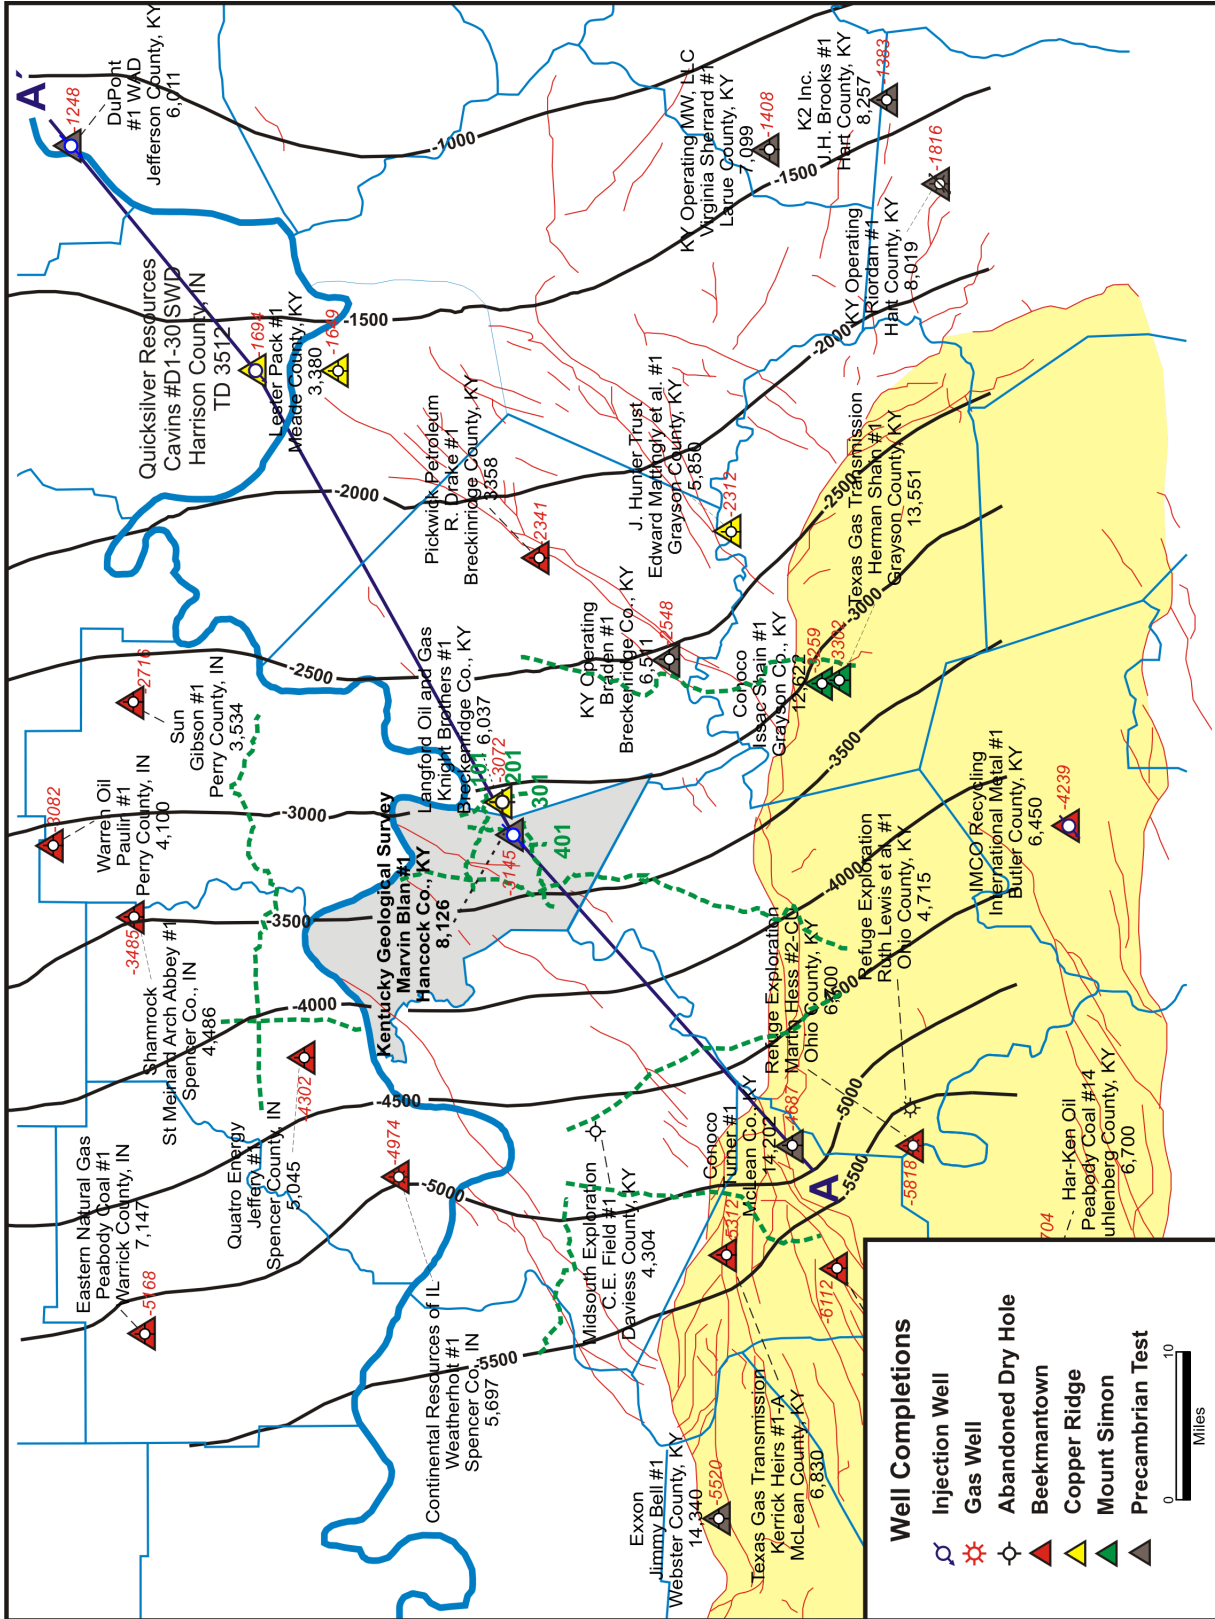 A´
-1248
DuPont
#1 WAD
Jefferson County, KY
6,011
Quicksilver Resources
Cavins #D1-30 SWD
Harrison County, IN
TD 3512
-1694
Lester Pack #1
Meade County, KY
3,380
-1649
-1000
-1500
-2000
-2500
-3000
-3500
-4000
-4500
-5000
-5500
KY Operating MW, LLC
Virginia Sherrard #1
Larue County, KY
7,099
-1408
K2 Inc.
J.H. Brooks #1
Hart County, KY
8,257
-1383
KY Operating
Riordan #1
Hart County, KY
8,019
-1816
-1500
-2000
-2500
-3000
-3500
-4000
-4500
-5000
-5500
Pickwick Petroleum
R. Drake #1
Breckinridge County, KY
3358
-2341
J. Hunter Trust
Edward Mattingly et al. #1
Grayson County, KY
5,850
-2312
Texas Gas Transmission
Herman Shain #1
Grayson County, KY
13,551
-3302
Conoco
Issac Shain #1
Grayson Co., KY
12,622
-3259
KY Operating
Braden #1
Breckenridge Co., KY
6,511
-2548
Langford Oil and Gas
Knight Brothers #1
Breckenridge Co., KY
6,037
-3072
101
201
301
401
Kentucky Geological Survey
Marvin Blan #1
Hancock Co., KY
8,126
-3145
Sun
Gibson #1
Perry County, IN
3,534
-2716
Warren Oil
Paulin #1
Perry County, IN
4,100
-3082
Shamrock
St Meinard Arch Abbey #1
Spencer Co., IN
4,486
-3485
Quatro Energy
Jeffery #1
Spencer County, IN
5,045
-4302
Eastern Natural Gas
Peabody Coal #1
Warrick County, IN
7,147
-5168
Continental Resources of IL
Weatherholt #1
Spencer Co., IN
5,697
-4974
Midsouth Exploration
C.E. Field #1
Daviess County, KY
4,304
Conoco
Turner #1
McLean Co., KY
14,202
-4687
A
Refuge Exploration
Martin Hess #2-CU
Ohio County, KY
6,400
-5818
Refuge Exploration
Ruth Lewis et al. #1
Ohio County, KY
4,715
IMCO Recycling
International Metal #1
Butler County, KY
6,450
-4239
Exxon
Jimmy Bell #1
Webster County, KY
14,340
-5520
Texas Gas Transmission
Kerrick Heirs #1-A
McLean County, KY
6,830
-5312
-6112
Har-Ken Oil
Peabody Coal #14
uhlenberg County, KY
6,700
704
Well Completions
Injection Well
Gas Well
Abandoned Dry Hole
Beekmantown
Copper Ridge
Mount Simon
Precambrian Test
0 10
Miles